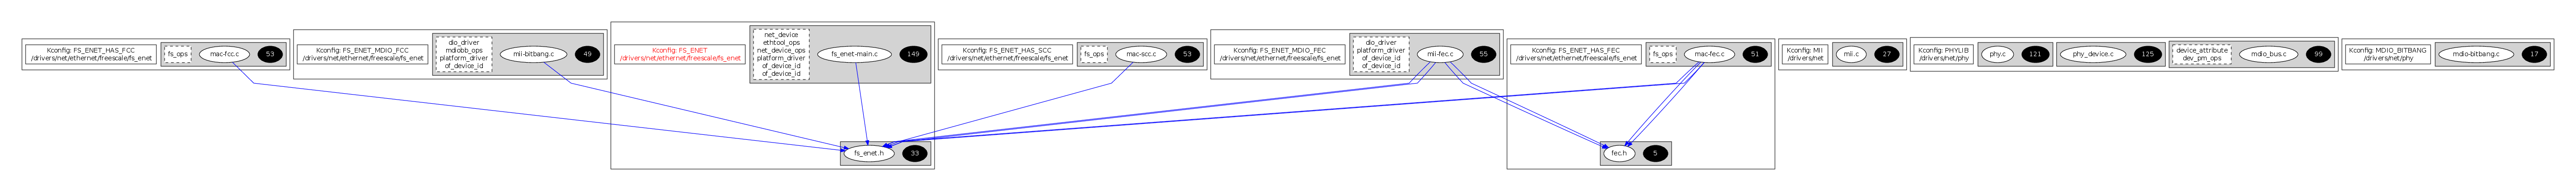 Kconfig: FS_ENET_HAS_FCC
/drivers/net/ethernet/freescale/fs_enet
fs_ops
mac-fcc.c
53
Kconfig: FS_ENET_MDIO_FCC
/drivers/net/ethernet/freescale/fs_enet
dio_driver
mdiobb_ops
platform_driver
of_device_id
mii-bitbang.c
49
Kconfig: FS_ENET
/drivers/net/ethernet/freescale/fs_enet
net_device
ethtool_ops
net_device_ops
platform_driver
of_device_id
of_device_id
fs_enet-main.c
149
fs_enet.h
33
Kconfig: FS_ENET_HAS_SCC
/drivers/net/ethernet/freescale/fs_enet
fs_ops
mac-scc.c
53
Kconfig: FS_ENET_MDIO_FEC
/drivers/net/ethernet/freescale/fs_enet
dio_driver
platform_driver
of_device_id
of_device_id
mii-fec.c
55
Kconfig: FS_ENET_HAS_FEC
/drivers/net/ethernet/freescale/fs_enet
fs_ops
mac-fec.c
51
fec.h
5
Kconfig: MII
/drivers/net
mii.c
27
Kconfig: PHYLIB
/drivers/net/phy
phy.c
121
phy_device.c
125
device_attribute
dev_pm_ops
mdio_bus.c
99
Kconfig: MDIO_BITBANG
/drivers/net/phy
mdio-bitbang.c
17